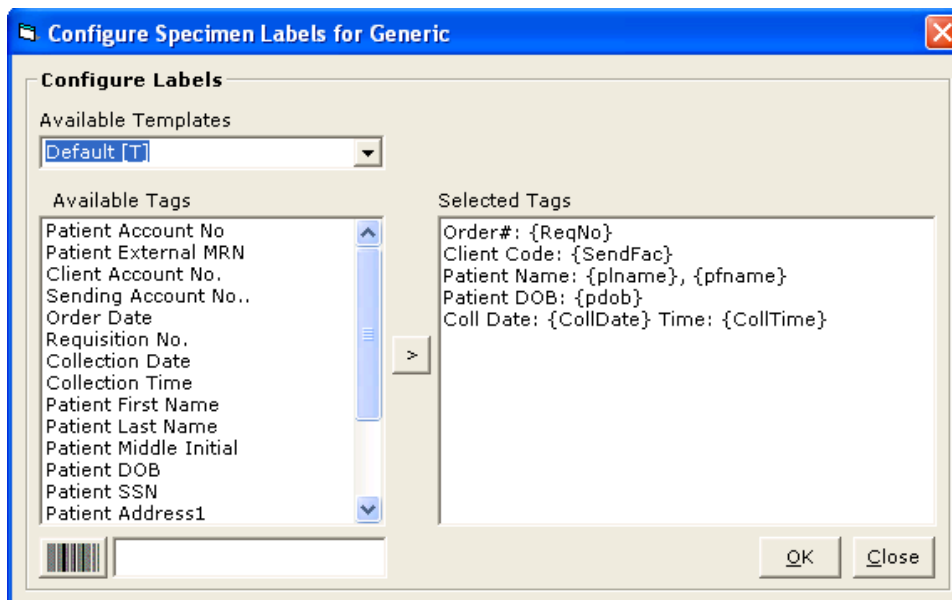 Configure Specimen Labels for Generic
Configure Labels
Available Templates
Default [T]
Available Tags
Patient Account No
Patient External MRN
Client Account No.
Sending Account No..
Order Date
Requisition No.
Collection Date
Collection Time
Patient First Name
Patient Last Name
Patient Middle Initial
Patient DOB
Patient SSN
Patient Address1
>
Selected Tags
Order#: {ReqNo}
Client Code: {SendFac}
Patient Name: {plname}, {pfname}
Patient DOB: {pdob}
Coll Date: {CollDate} Time: {CollTime}
OK
Close